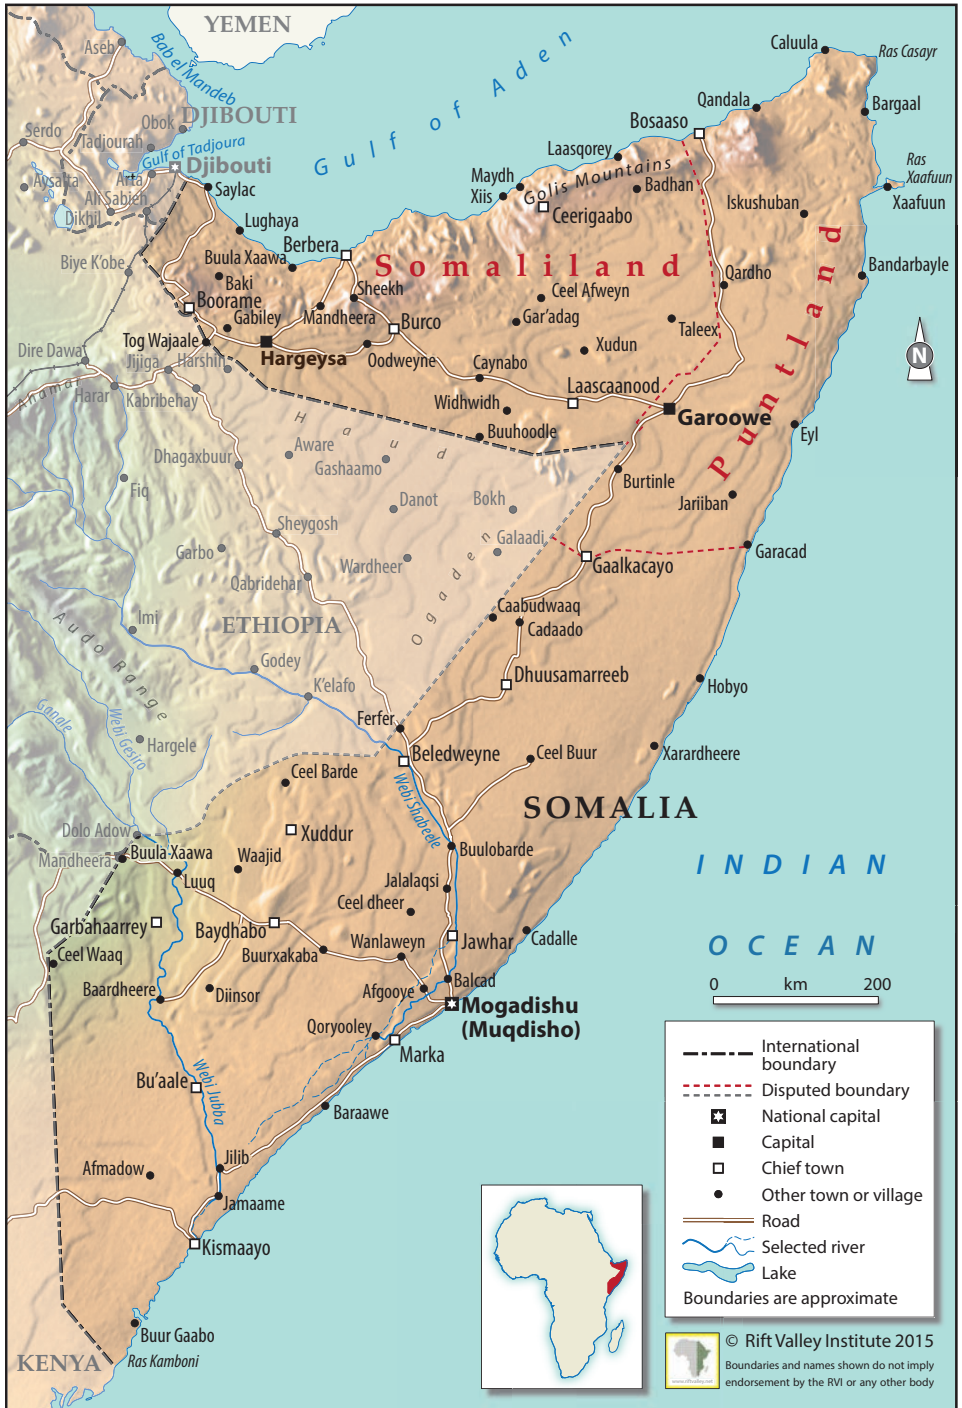 YEMEN
Aseb
Bab el Mandeb
Caluula
Ras Casayr
Gulf of Aden
Qandala
Bargaal
Obok
DJIBOUTI
Serdo
Tadjourah
Gulf of Tadjoura
Bosaaso
Laasqorey
Djibouti
Arta
Aysaita
Ali Sabieh
Dikhil
Saylac
Maydh
Xiis
Golis Mountains
Badhan
Ras
Xaafuun
Xaafuun
Ceerigaabo
Iskushuban
Lughaya
Berbera
Biye K'obe
Buula Xaawa
Somaliland
Puntland
Bandarbayle
Qardho
Baki
Boorame
Sheekh
Ceel Afweyn
Gabiley
Mandheera
Burco
Gar'adag
Taleex
Tog Wajaale
Hargeysa
Oodweyne
Xudun
Dire Dawa
Jijiga
Harshin
Caynabo
Ahamar
Harar
Kabribehay
Laascaanood
Widhwidh
Garoowe
N
Haud
Buuhoodle
Eyl
Aware
Gashaamo
Dhagaxbuur
Burtinle
Fiq
Danot
Bokh
Jariiban
Sheygosh
Galaadi
Garacad
Garbo
Wardheer
Ogaden
Gaalkacayo
Qabridehar
Caabudwaaq
Cadaado
Imi
ETHIOPIA
Audo Range
Godey
Dhuusamarreeb
Hobyo
K'elafo
Ganale
Webi Gesiro
Ferfer
Hargele
Beledweyne
Ceel Buur
Xarardheere
Ceel Barde
Webi Shabeele
SOMALIA
Dolo Adow
Xuddur
Mandheera
Buula Xaawa
Waajid
Buulobarde
INDIAN
Luuq
Jalalaqsi
Ceel dheer
Garbahaarrey
Baydhabo
Wanlaweyn
Jawhar
Cadalle
OCEAN
Buurxakaba
Ceel Waaq
Baardheere
Diinsor
Afgooye
Balcad
0 km 200
Mogadishu
(Muqdisho)
Qoryooley
Marka
Bu'aale
Webi Jubba
Baraawe
Jilib
Afmadow
Jamaame
Kismaayo
Buur Gaabo
KENYA
Ras Kamboni
International
boundary
Disputed boundary
National capital
Capital
Chief town
Other town or village
Road
Selected river
Lake
Boundaries are approximate
© Rift Valley Institute 2015
Boundaries and names shown do not imply
endorsement by the RVI or any other body
www.riftvalley.net